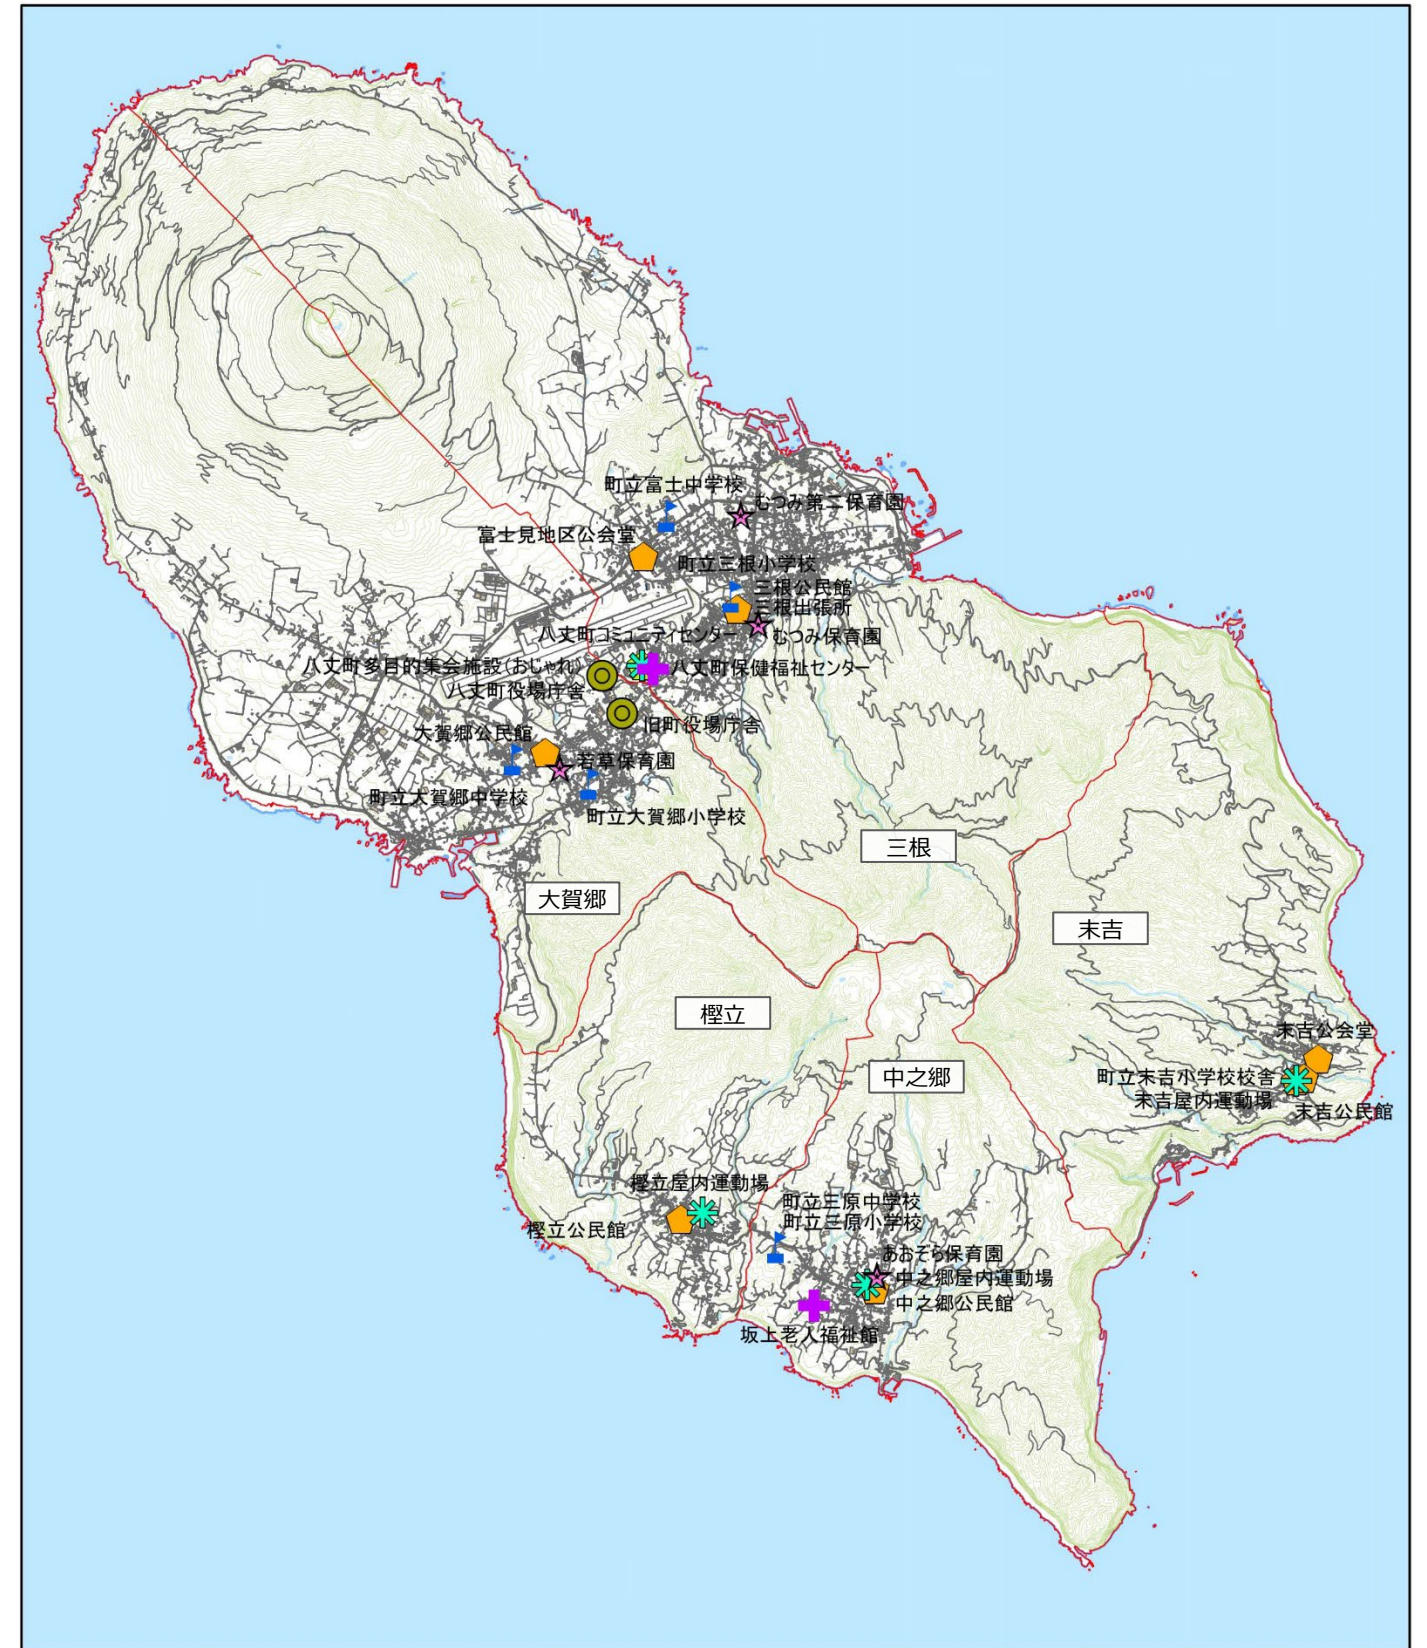 町立富士中学校
むつみ第二保育園
富士見地区公会堂
町立三根小学校
三根公民館
三根出張所
八丈町コミュニティセンター
むつみ保育園
八丈町多目的集会施設(おじゃれ)
八丈町保健福祉センター
八丈町役場庁舎
旧町役場庁舎
大賀郷公民館
若草保育園
町立大賀郷中学校
町立大賀郷小学校
三根
大賀郷
末吉
樫立
末吉公会堂
中之郷
町立末吉小学校校舎
末吉屋内運動場
末吉公民館
樫立屋内運動場
町立三原中学校
町立三原小学校
樫立公民館
あおぞら保育園
中之郷屋内運動場
中之郷公民館
坂上老人福祉館